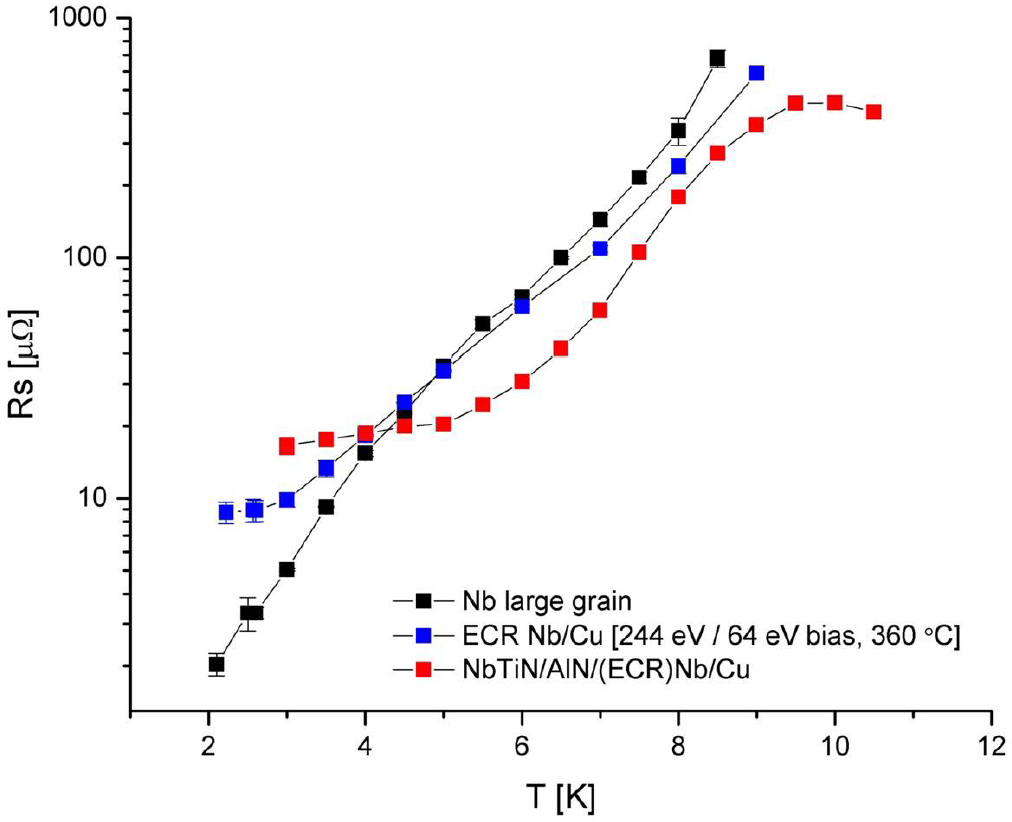 1000
100
10
Rs [μΩ]
Nb large grain
ECR Nb/Cu [244 eV / 64 eV bias, 360 °C]
NbTiN/AlN/(ECR)Nb/Cu
2 4 6 8 10 12
T [K]